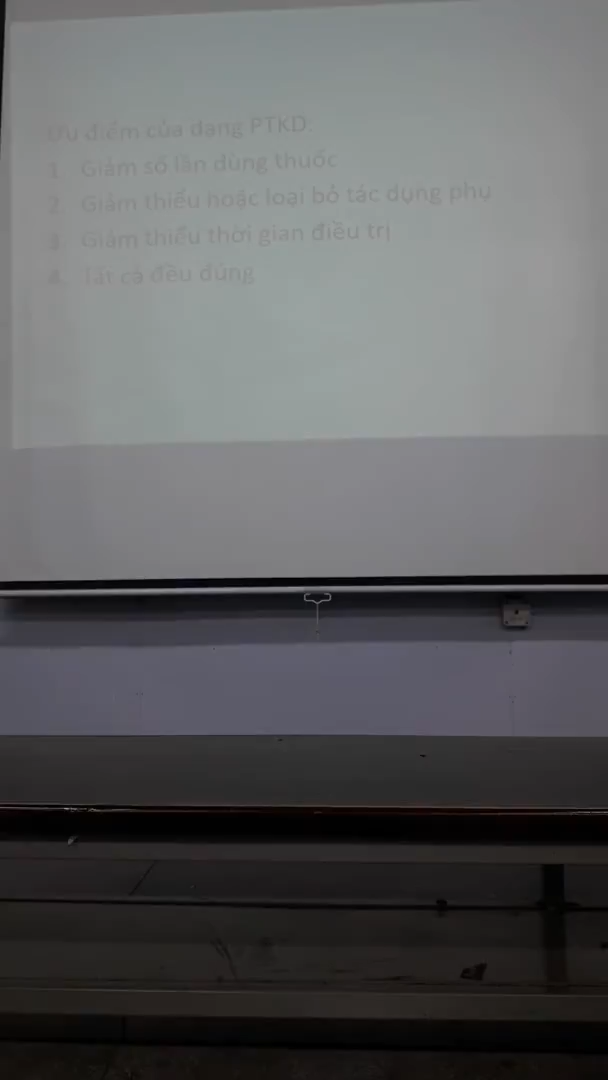 Ưu điểm của dạng PTKD:
1. Giảm số lần dùng thuốc
2. Giảm thiểu hoặc loại bỏ tác dụng phụ
3. Giảm thiểu thời gian điều trị
4. Tất cả đều đúng